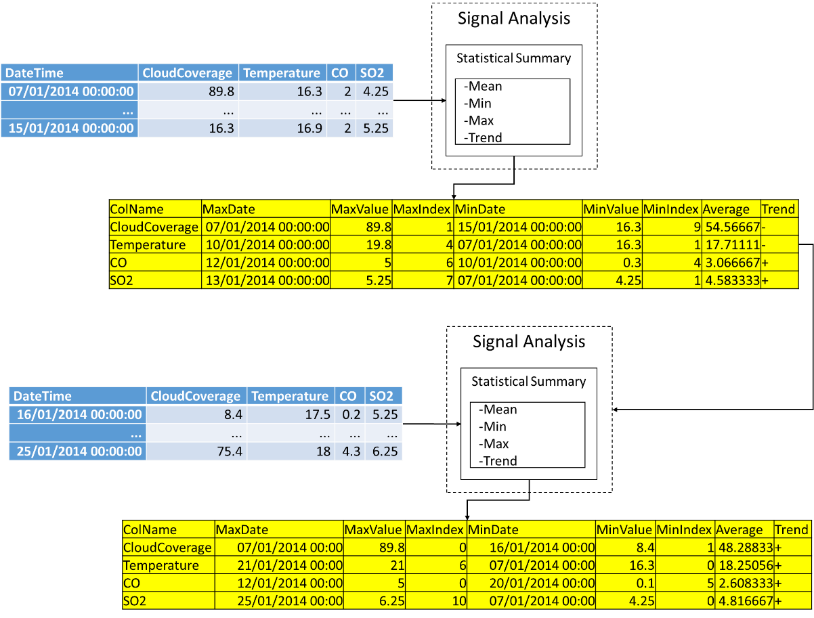 Signal Analysis
Statistical Summary
-Mean
-Min
-Max
-Trend
DateTime CloudCoverage Temperature CO SO2
07/01/2014 00:00:00 89.8 16.3 2 4.25
... ... ... ... ...
15/01/2014 00:00:00 16.3 16.9 2 5.25
ColName MaxDate MaxValue MaxIndex MinDate MinValue MinIndex Average Trend
CloudCoverage 07/01/2014 00:00:00 89.8 1 15/01/2014 00:00:00 16.3 9 54.56667 -
Temperature 10/01/2014 00:00:00 19.8 4 07/01/2014 00:00:00 16.3 1 17.71111 -
CO 12/01/2014 00:00:00 5 6 10/01/2014 00:00:00 0.3 4 3.066667 +
SO2 13/01/2014 00:00:00 5.25 7 07/01/2014 00:00:00 4.25 1 4.583333 +
Signal Analysis
Statistical Summary
-Mean
-Min
-Max
-Trend
DateTime CloudCoverage Temperature CO SO2
16/01/2014 00:00:00 8.4 17.5 0.2 5.25
... ... ... ... ...
25/01/2014 00:00:00 75.4 18 4.3 6.25
ColName MaxDate MaxValue MaxIndex MinDate MinValue MinIndex Average Trend
CloudCoverage 07/01/2014 00:00 89.8 0 16/01/2014 00:00 8.4 1 48.28833 +
Temperature 21/01/2014 00:00 21 6 07/01/2014 00:00 16.3 0 18.25056 +
CO 12/01/2014 00:00 5 0 20/01/2014 00:00 0.1 5 2.608333 +
SO2 25/01/2014 00:00 6.25 10 07/01/2014 00:00 4.25 0 4.816667 +